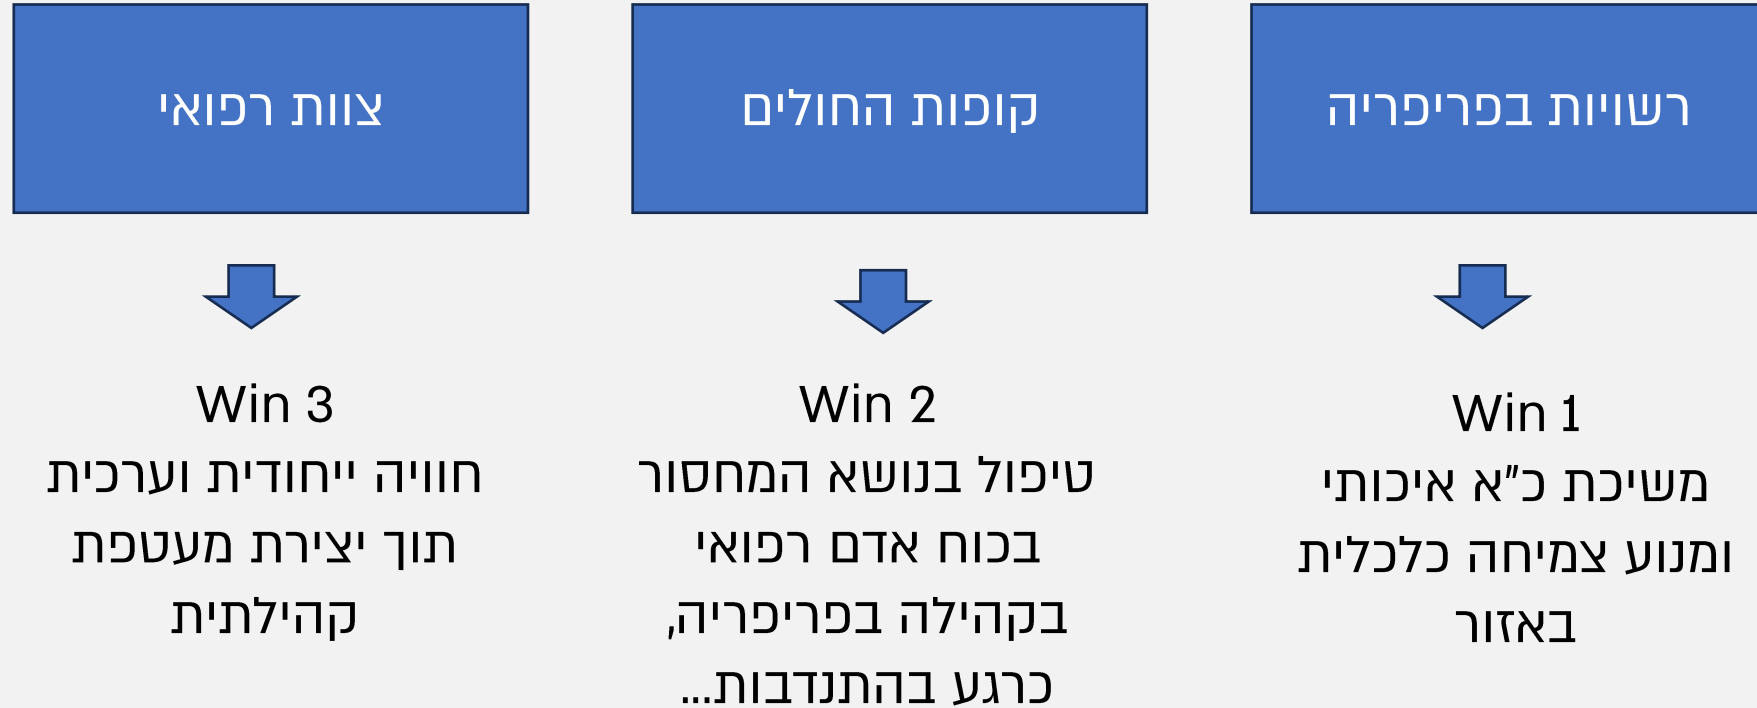 רשויות בפריפריה
קופות החולים
צוות רפואי
Win 1
משיכת כ"א איכותי
ומנוע צמיחה כלכלית
באזור
Win 2
טיפול בנושא המחסור
בכוח אדם רפואי
בקהילה בפריפריה,
כרגע בהתנדבות...
Win 3
חוויה ייחודית וערכית
תוך יצירת מעטפת
קהילתית